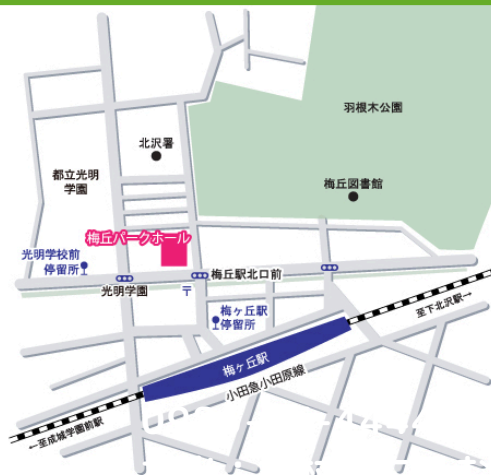 羽根木公園
北沢署
都立光明
学園
梅丘図書館
梅丘パークホール
光明学校前
停留所
梅丘駅北口前
光明学園
〒
梅ヶ丘駅
停留所
至下北沢駅→
梅ヶ丘駅
小田急小田原線
←至成城学園前駅